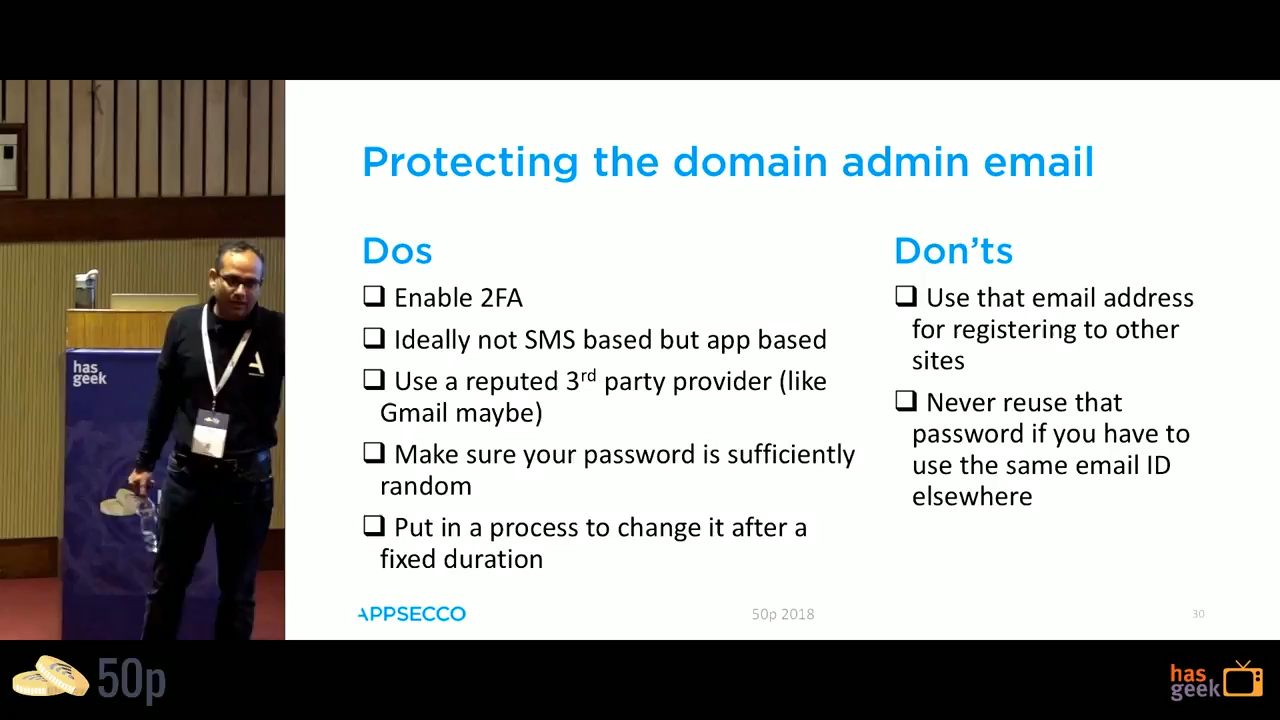 Protecting the domain admin email
Dos
❑ Enable 2FA
❑ Ideally not SMS based but app based
❑ Use a reputed 3rd party provider (like
Gmail maybe)
❑ Make sure your password is sufficiently
random
❑ Put in a process to change it after a
fixed duration
Don’ts
❑ Use that email address
for registering to other
sites
❑ Never reuse that
password if you have to
use the same email ID
elsewhere
APPSECCO
50p 2018
30
has
geek
50p
has
geek